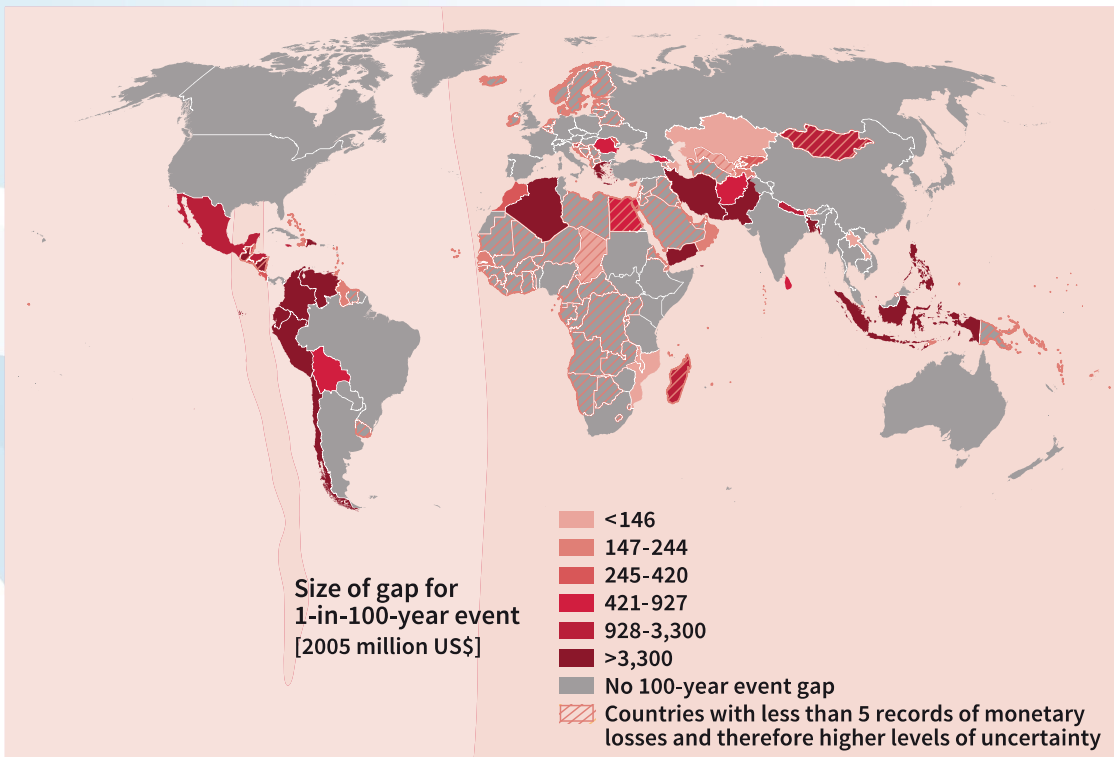 Size of gap for
1-in-100-year event
[2005 million US$]
<146
147-244
245-420
421-927
928-3,300
>3,300
No 100-year event gap
Countries with less than 5 records of monetary
losses and therefore higher levels of uncertainty